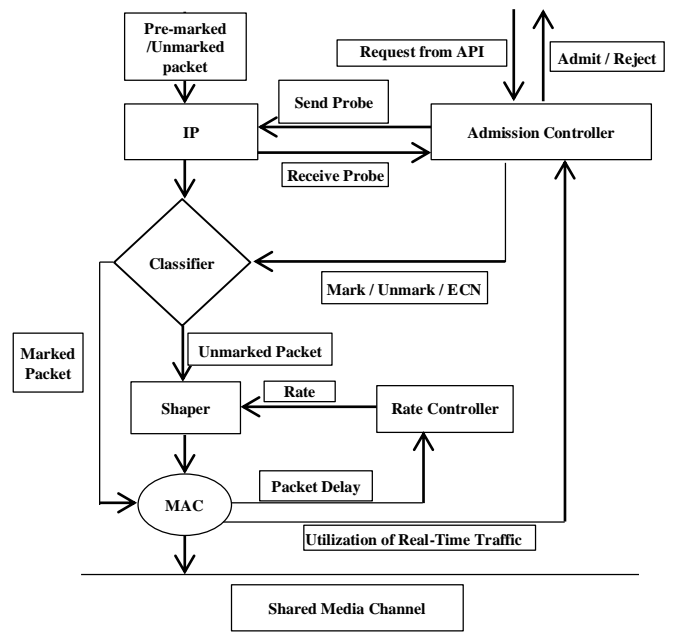 Pre-marked
/Unmarked
packet
Request from API
Admit / Reject
Send Probe
IP
Admission Controller
Receive Probe
Classifier
Mark / Unmark / ECN
Marked
Packet
Unmarked Packet
Rate
Shaper
Rate Controller
Packet Delay
MAC
Utilization of Real-Time Traffic
Shared Media Channel